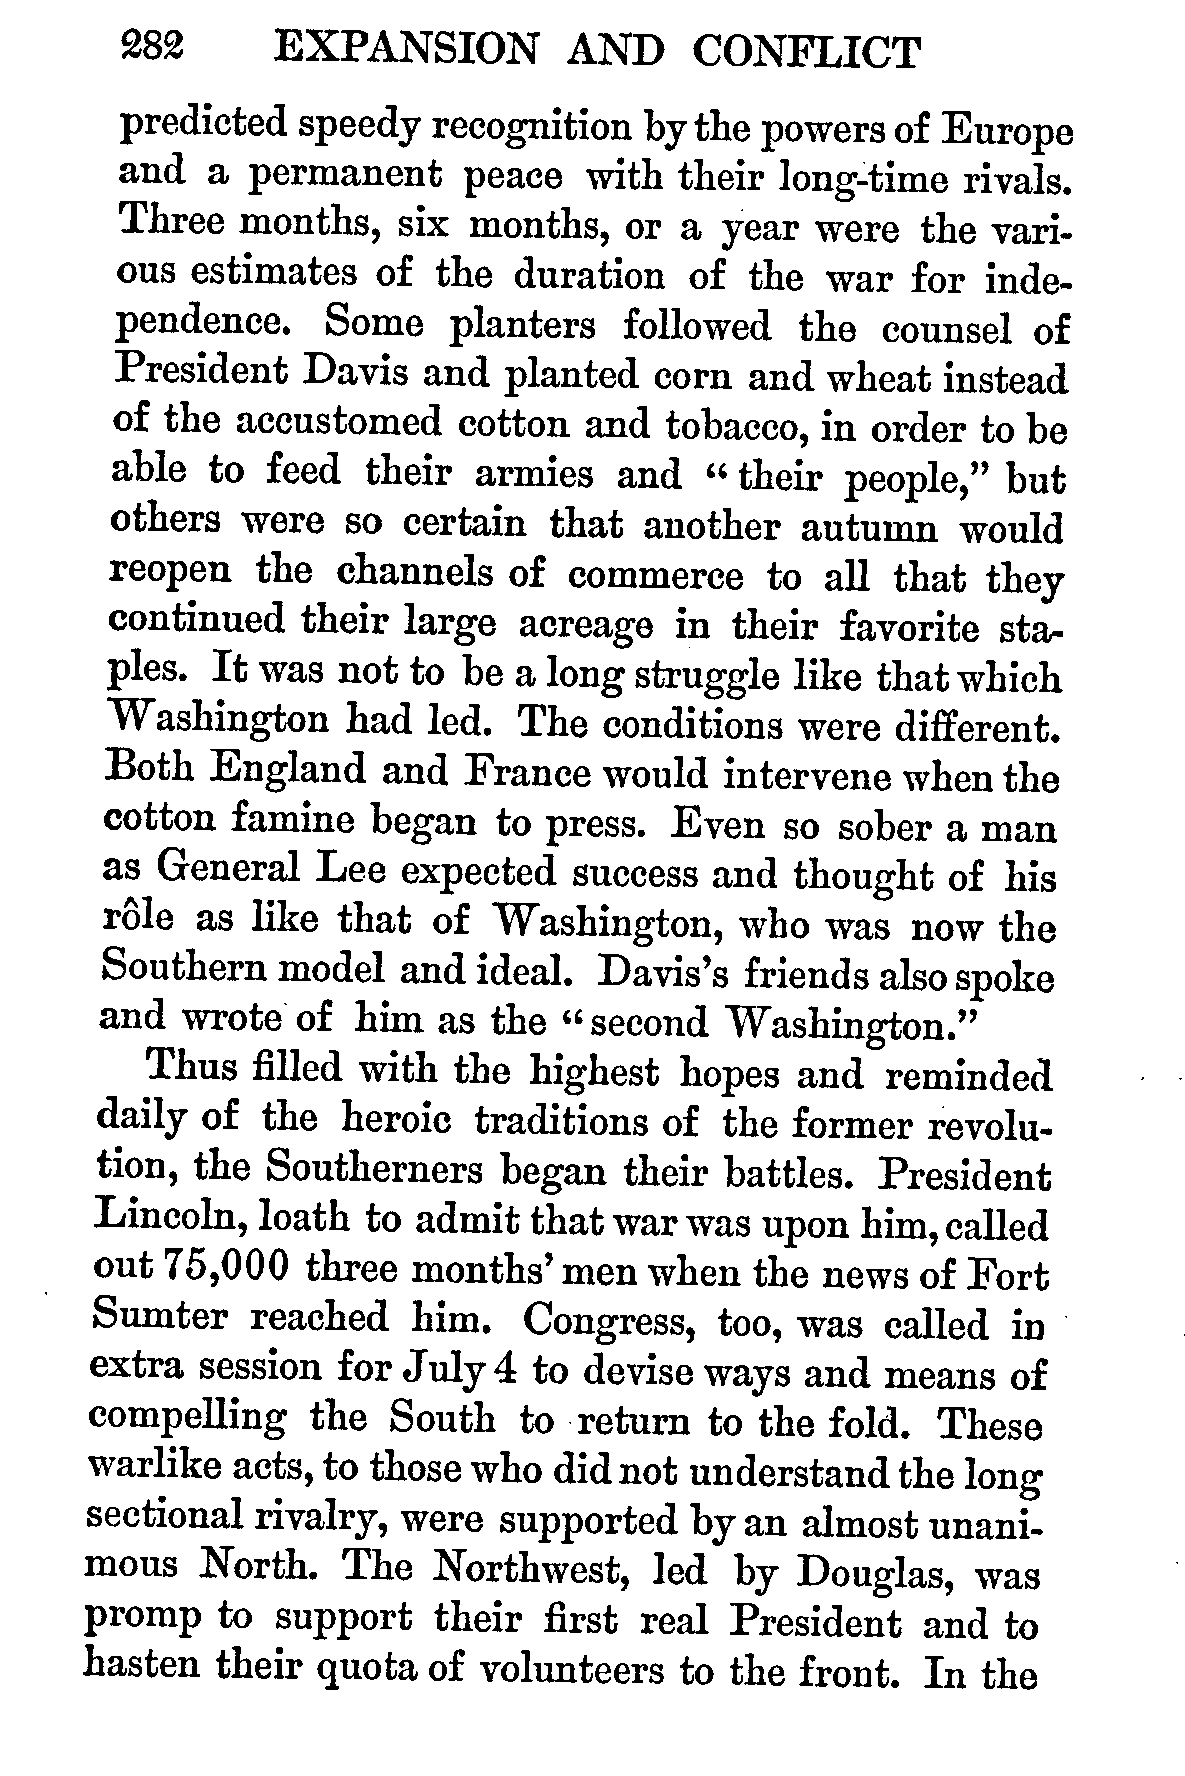 282 EXPANSION AND CONFLICT
predicted speedy recognition by the powers of Europe
and a permanent peace with their long-time rivals.
Three months, six months, or a year were the vari-
ous estimates of the duration of the war for inde-
pendence. Some planters followed the counsel of
President Davis and planted corn and wheat instead
of the accustomed cotton and tobacco, in order to be
able to feed their armies and “ their people,” but
others were so certain that another autumn would
reopen the channels of commerce to all that they
continued their large acreage in their favorite sta-
ples. It was not to be a long struggle like that which
Washington had led. The conditions were different.
Both England and France would intervene when the
cotton famine began to press. Even so sober a man
as General Lee expected success and thought of his
rôle as like that of Washington, who was now the
Southern model and ideal. Davis’s friends also spoke
and wrote of him as the “ second Washington.”
Thus filled with the highest hopes and reminded
daily of the heroic traditions of the former revolu-
tion, the Southerners began their battles. President
Lincoln, loath to admit that war was upon him, called
out 75,000 three months’ men when the news of Fort
Sumter reached him. Congress, too, was called in
extra session for July 4 to devise ways and means of
compelling the South to return to the fold. These
warlike acts, to those who did not understand the long
sectional rivalry, were supported by an almost unani-
mous North. The Northwest, led by Douglas, was
promp to support their first real President and to
hasten their quota of volunteers to the front. In the